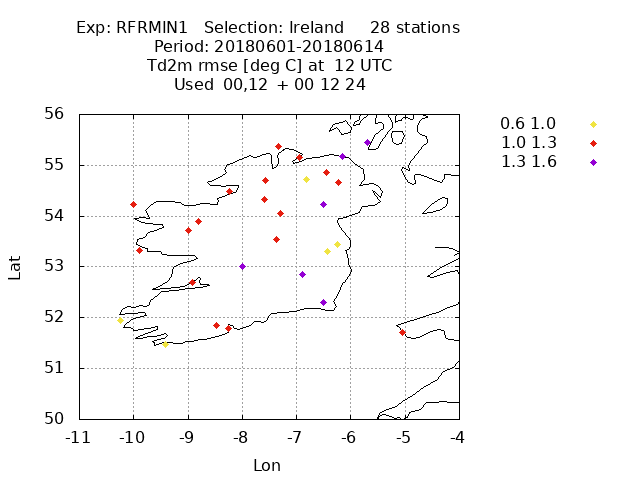 Exp: RFRMIN1 Selection: Ireland 28 stations
Period: 20180601-20180614
Td2m rmse [deg C] at 12 UTC
Used 00,12 + 00 12 24
0.6 1.0
1.0 1.3
1.3 1.6
56
55
54
53
52
51
50
Lat
-11 -10 -9 -8 -7 -6 -5 -4
Lon